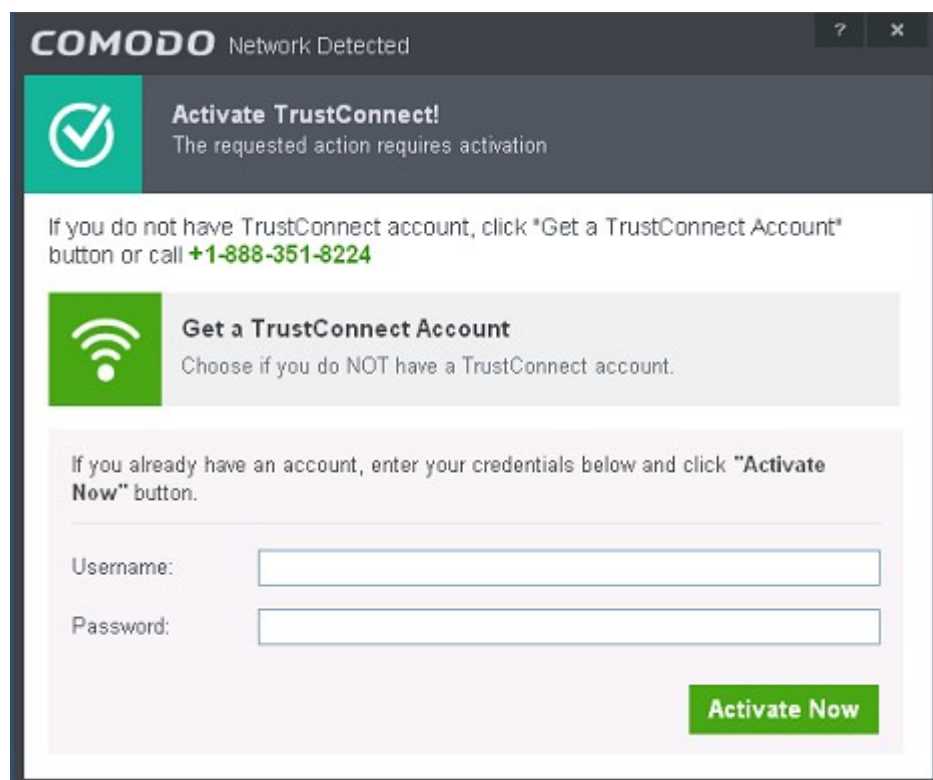 COMODO Network Detected
? ×
Activate TrustConnect!
The requested action requires activation
If you do not have TrustConnect account, click "Get a TrustConnect Account"
button or call +1-888-351-8224
Get a TrustConnect Account
Choose if you do NOT have a TrustConnect account.
If you already have an account, enter your credentials below and click "Activate
Now" button.
Username:
Password:
Activate Now